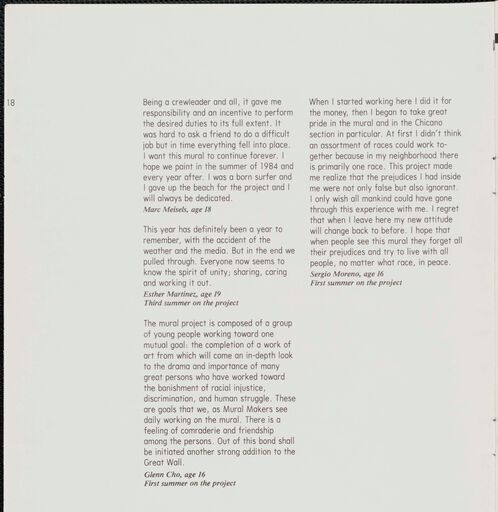 18
Being a crewleader and all, it gave me
responsibility and an incentive to perform
the desired duties to its full extent. It
was hard to ask a friend to do a difficult
job but in time everything fell into place.
I want this mural to continue forever. I
hope we paint in the summer of 1984 and
every year after. I was a born surfer and
I gave up the beach for the project and I
will always be dedicated.
Marc Meisels, age 18
This year has definitely been a year to
remember, with the accident of the
weather and the media. But in the end we
pulled through. Everyone now seems to
know the spirit of unity; sharing, caring
and working it out.
Esther Martinez, age 19
Third summer on the project
The mural project is composed of a group
of young people working toward one
mutual goal: the completion of a work of
art from which will come an in-depth look
to the drama and importance of many
great persons who have worked toward
the banishment of racial injustice,
discrimination, and human struggle. These
are goals that we, as Mural Makers see
daily working on the mural. There is a
feeling of comraderie and friendship
among the persons. Out of this bond shall
be initiated another strong addition to the
Great Wall.
Glenn Cho, age 16
First summer on the project
When I started working here I did it for
the money, then I began to take great
pride in the mural and in the Chicano
section in particular. At first I didn't think
an assortment of races could work to-
gether because in my neighborhood there
is primarily one race. This project made
me realize that the prejudices I had inside
me were not only false but also ignorant.
I only wish all mankind could have gone
through this experience with me. I regret
that when I leave here my new attitude
will change back to before. I hope that
when people see this mural they forget all
their prejudices and try to live with all
people, no matter what race, in peace.
Sergio Moreno, age 16
First summer on the project